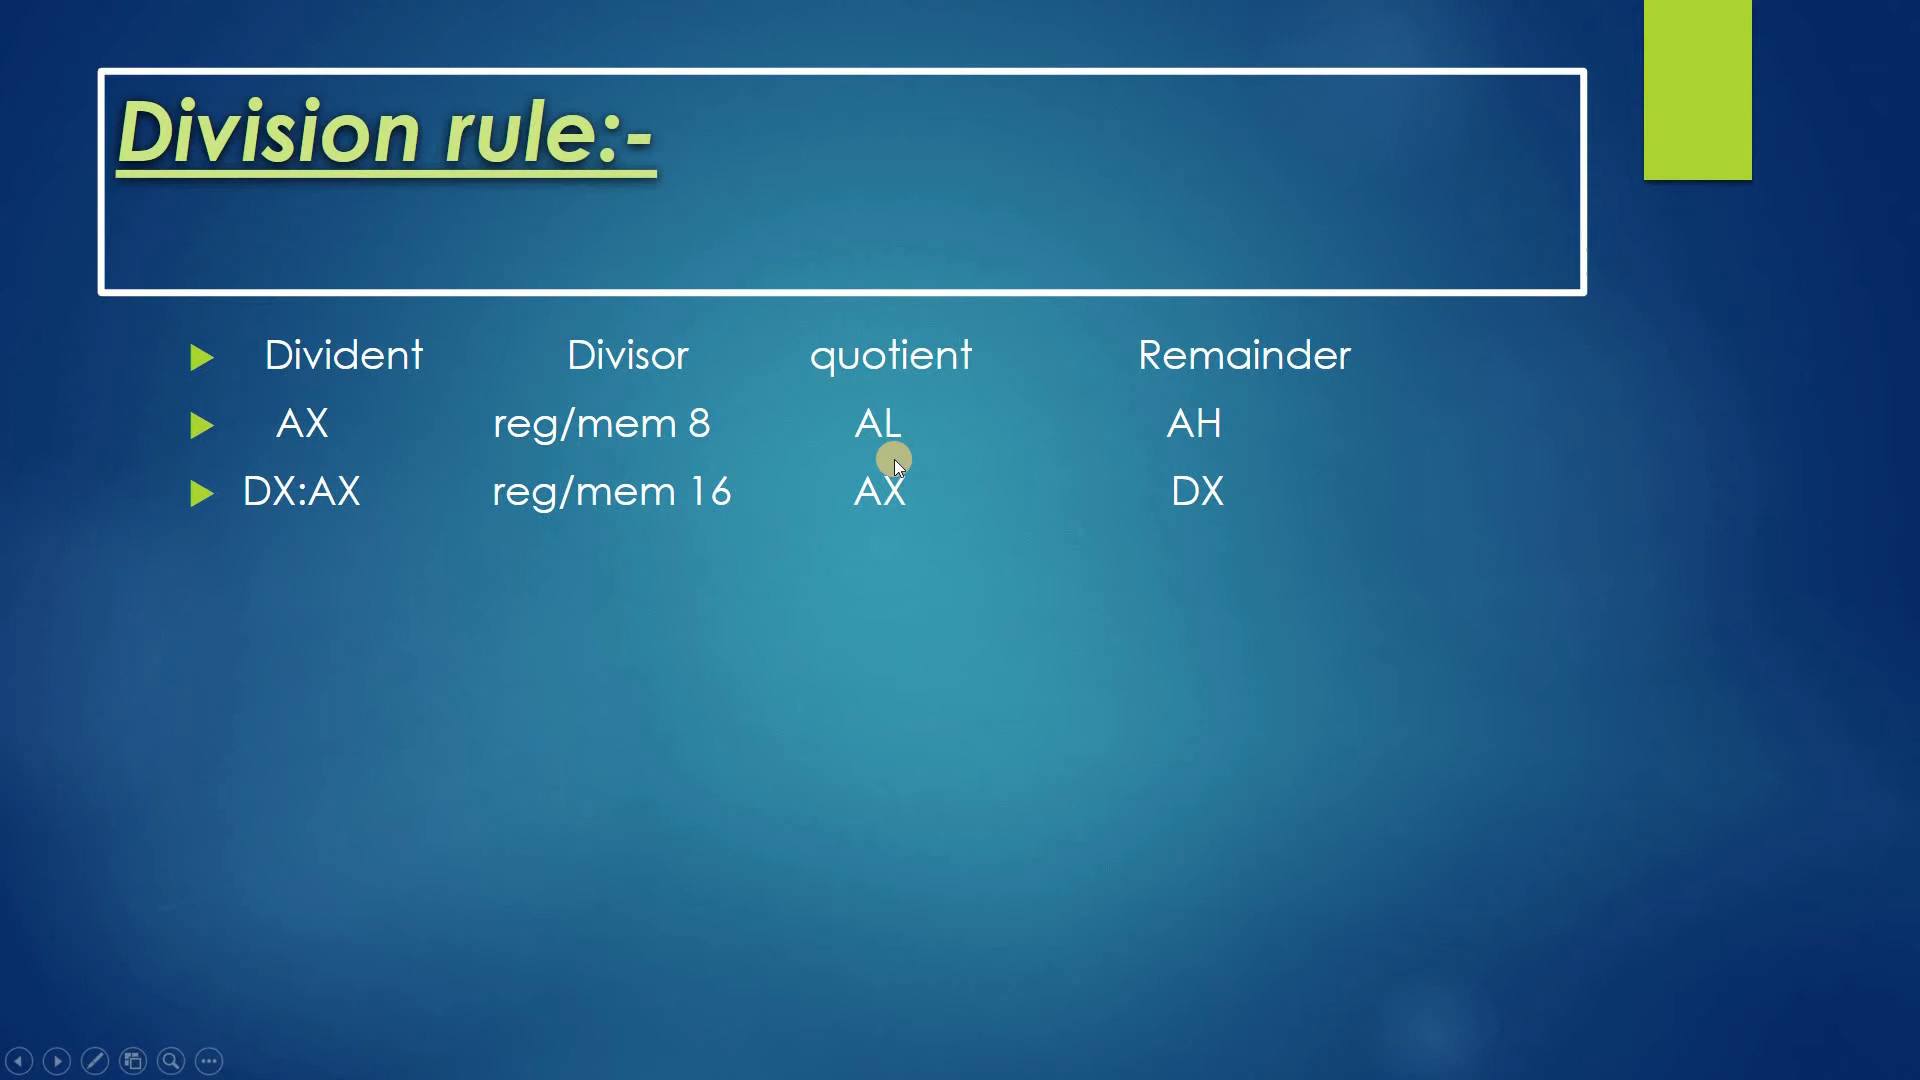 Division rule:-
Divident Divisor quotient Remainder
AX reg/mem 8 AL AH
DX:AX reg/mem 16 AX DX